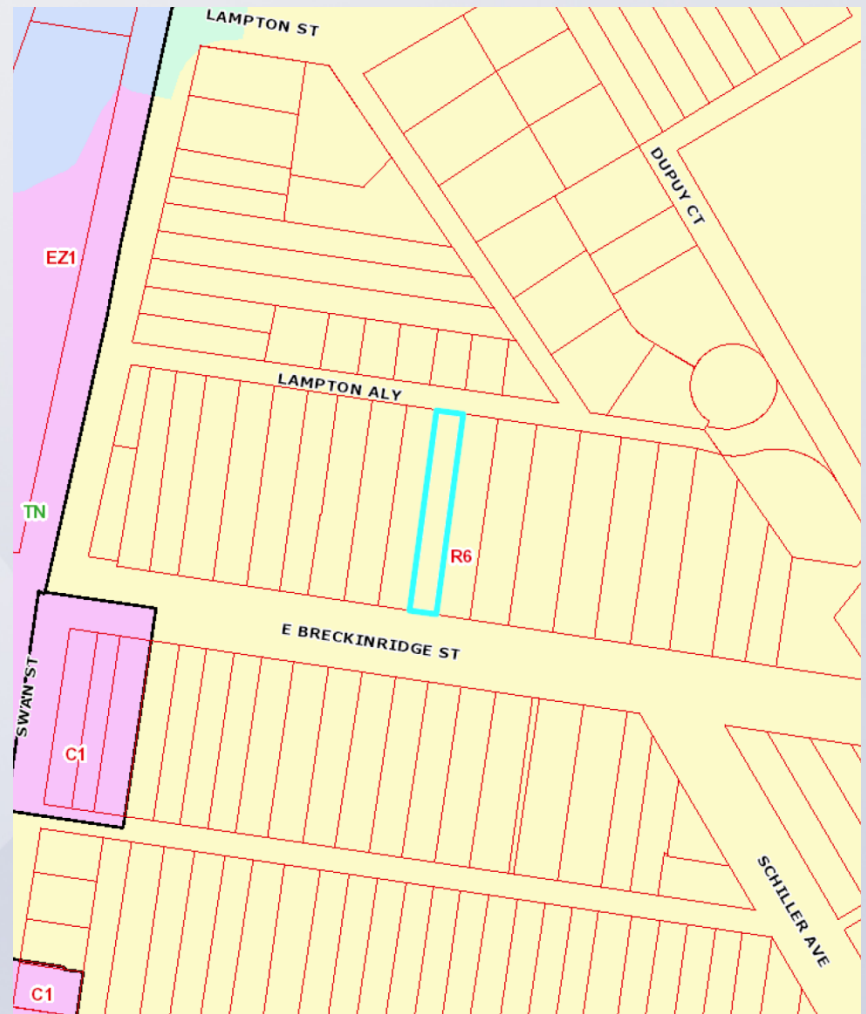 LAMPTON ST
DUPUY CT
EZ1
LAMPTON ALY
TN
R6
E BRECKINRIDGE ST
SWAN ST
C1
SCHILLER AVE
C1